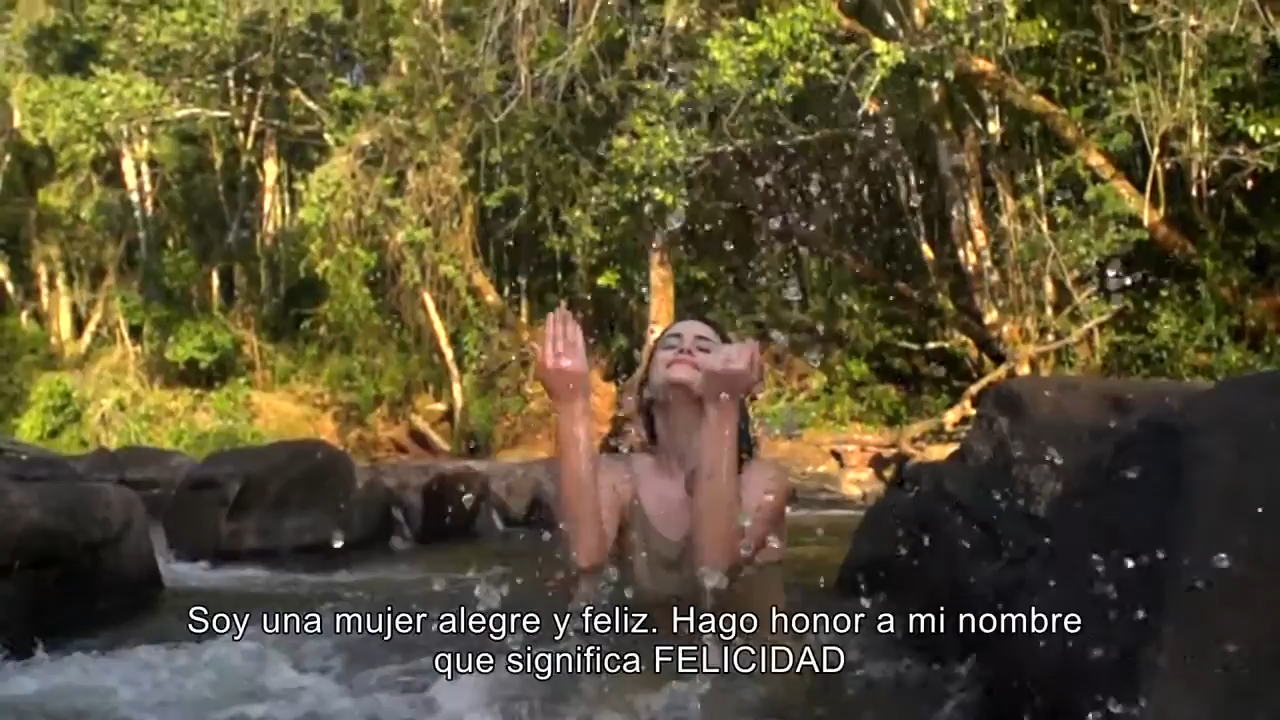 Soy una mujer alegre y feliz. Hago honor a mi nombre
que significa FELICIDAD